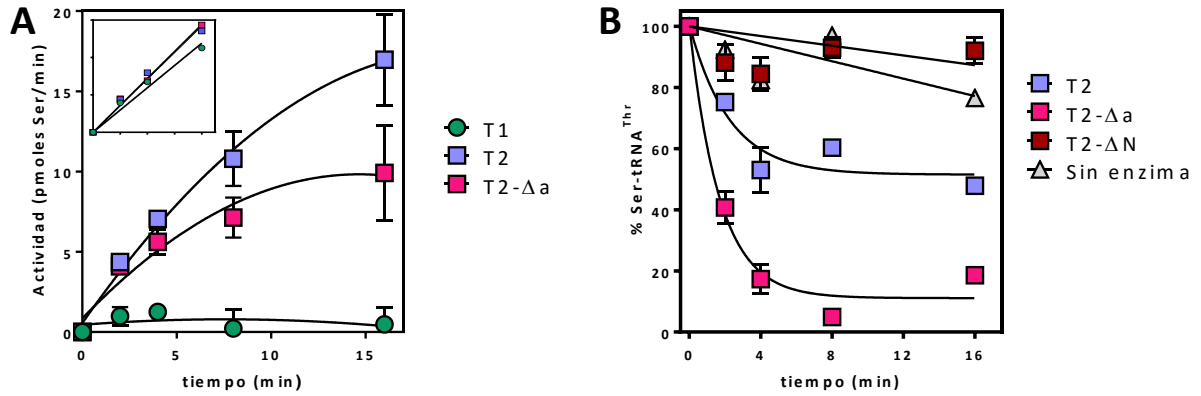 A
Actividad (pmoles Ser/min)
20
15
10
5
0
0 5 10 15
tiempo (min)
T1
T2
T2-Δa
B
% Ser-tRNAThr
100
80
60
40
20
0
0 4 8 12 16
tiempo (min)
T2
T2-Δa
T2-ΔN
Sin enzima